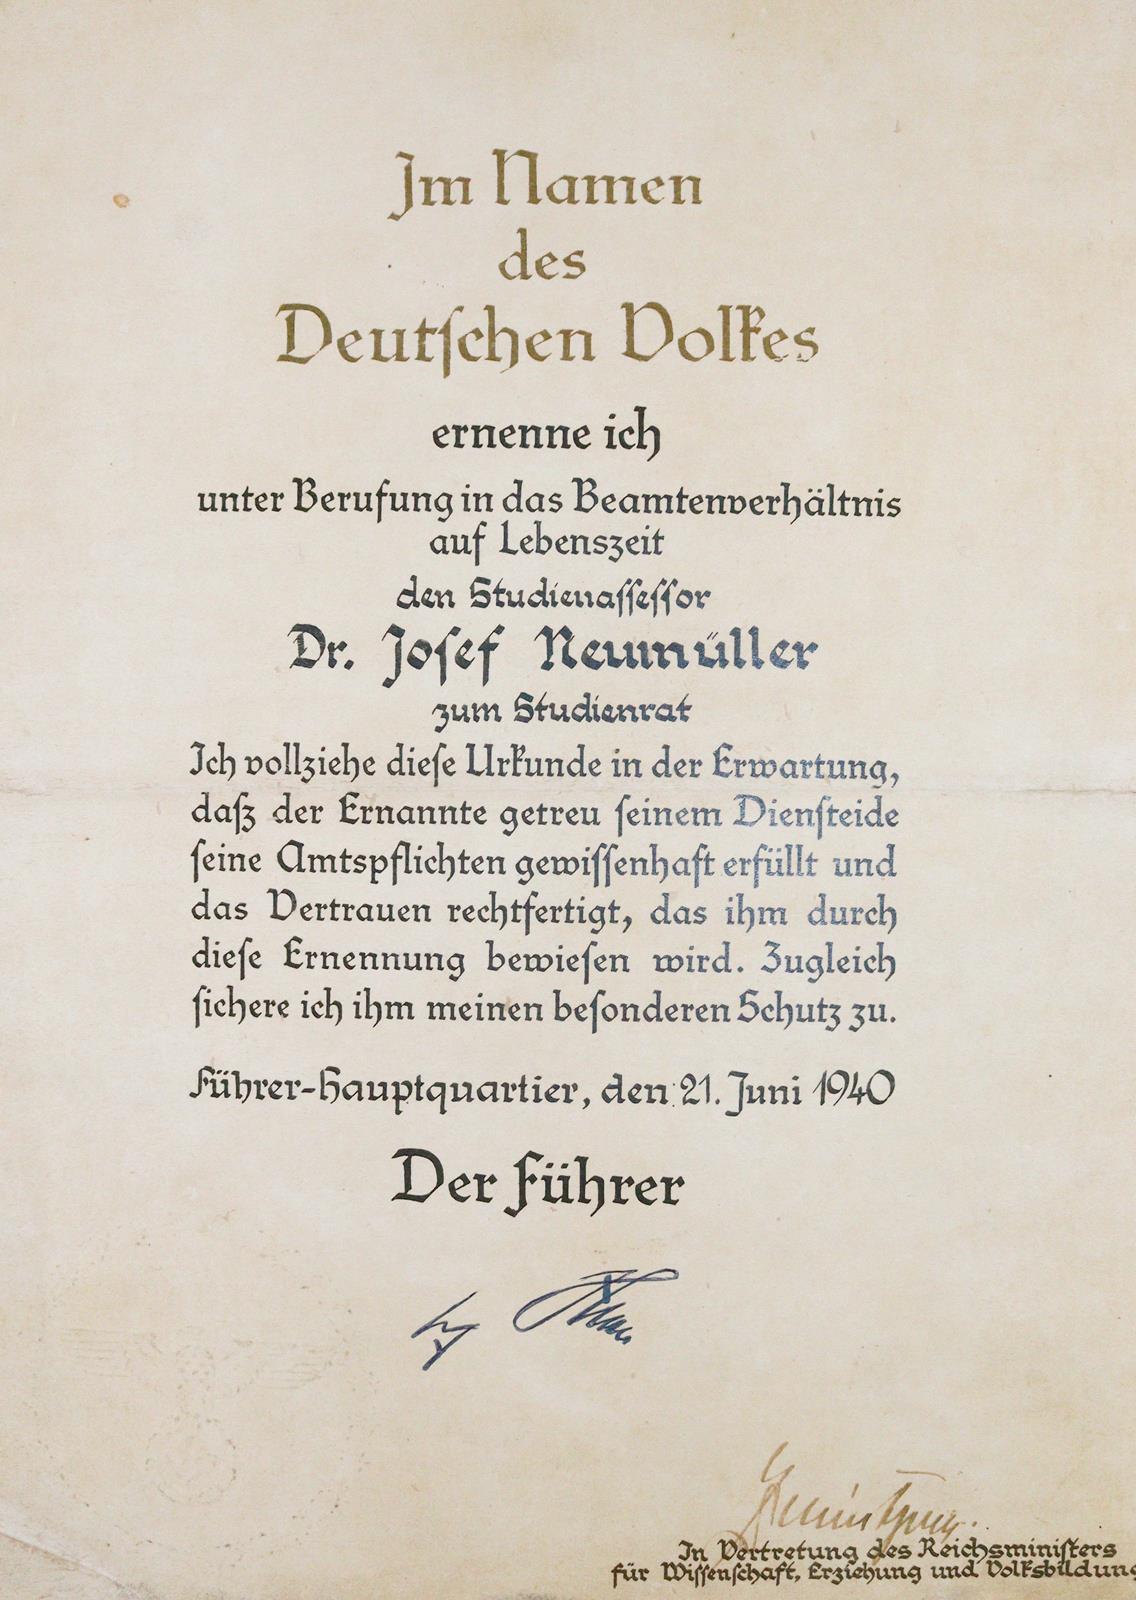 Im Namen
des
Deutschen Volkes
ernenne ich
unter Berufung in das Beamtenverhältnis
auf Lebenszeit
den Studienassessor
Dr. Josef Neumüller
zum Studienrat
Ich vollziehe diese Urkunde in der Erwartung,
daß der Ernannte getreu seinem Diensteide
seine Amtspflichten gewissenhaft erfüllt und
das Vertrauen rechtfertigt, das ihm durch
diese Ernennung bewiesen wird. Zugleich
sichere ich ihm meinen besonderen Schutz zu.
Führer-Hauptquartier, den 21. Juni 1940
Der Führer
In Vertretung des Reichsministers
für Wissenschaft, Erziehung und Volksbildung